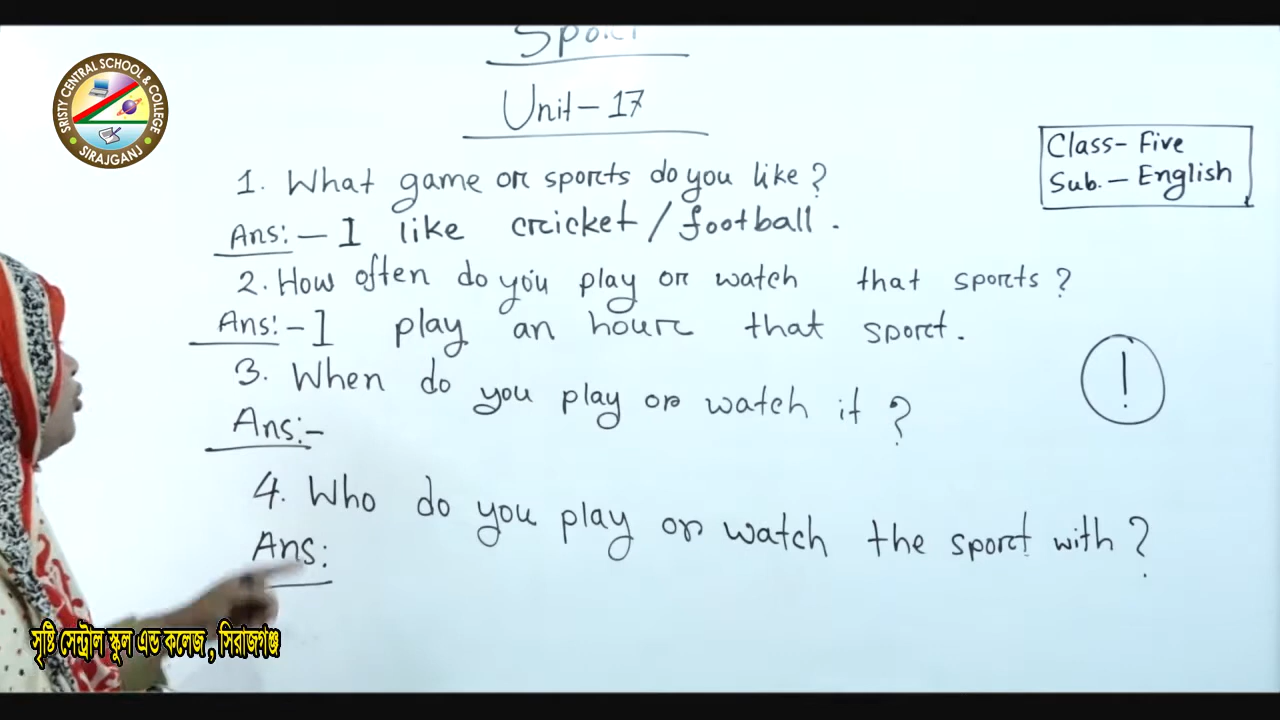 Sport
Unit-17
SRISTY CENTRAL SCHOOL & COLLEGE
SIRAJGANJ
Class- Five
Sub.- English
1. What game or sports do you like?
Ans:- I like cricket/football.
2. How often do you play or watch that sports?
Ans:- I play an hour that sport.
3. When do you play or watch it?
Ans:-
!
4. Who do you play or watch the sport with?
Ans:
সৃষ্টি সেন্ট্রাল স্কুল এন্ড কলেজ, সিরাজগঞ্জ